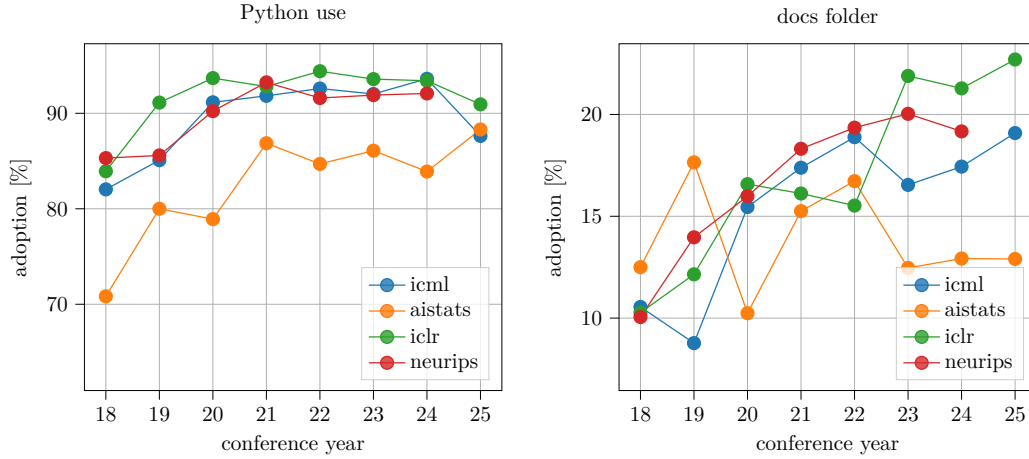 Python use
90
80
70
adoption [%]
icml
aistats
iclr
neurips
18 19 20 21 22 23 24 25
conference year
docs folder
20
15
10
adoption [%]
icml
aistats
iclr
neurips
18 19 20 21 22 23 24 25
conference year